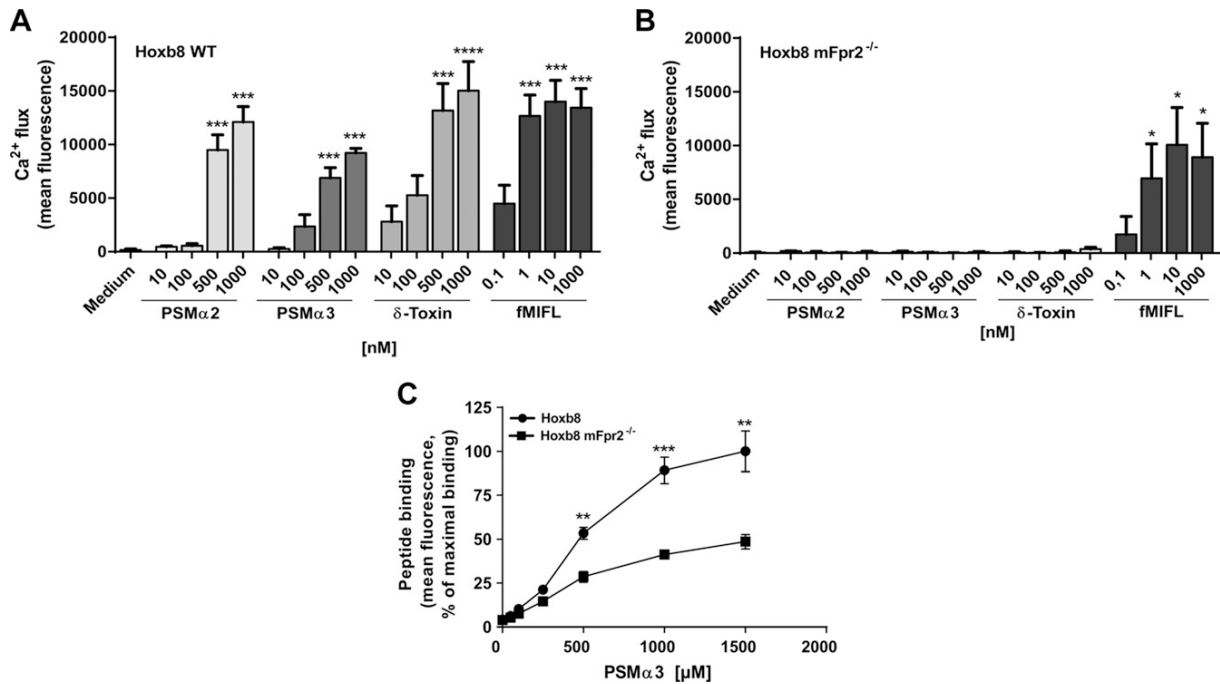 A
Hoxb8 WT
Ca2+ flux
(mean fluorescence)
20000
15000
10000
5000
0
*** *** *** *** *** **** *** *** ***
Medium 10 100 500 1000 10 100 500 1000 10 100 500 1000 0.1 1 10 1000
PSMα2 PSMα3 δ-Toxin fMIFL
[nM]
B
Hoxb8 mFpr2-/-
Ca2+ flux
(mean fluorescence)
20000
15000
10000
5000
0
* * *
Medium 10 100 500 1000 10 100 500 1000 10 100 500 1000 0,1 1 10 1000
PSMα2 PSMα3 δ-Toxin fMIFL
[nM]
C
Hoxb8
Hoxb8 mFpr2-/-
Peptide binding
(mean fluorescence,
% of maximal binding)
125
100
75
50
25
0
** *** **
0 500 1000 1500 2000
PSMα3 [µM]